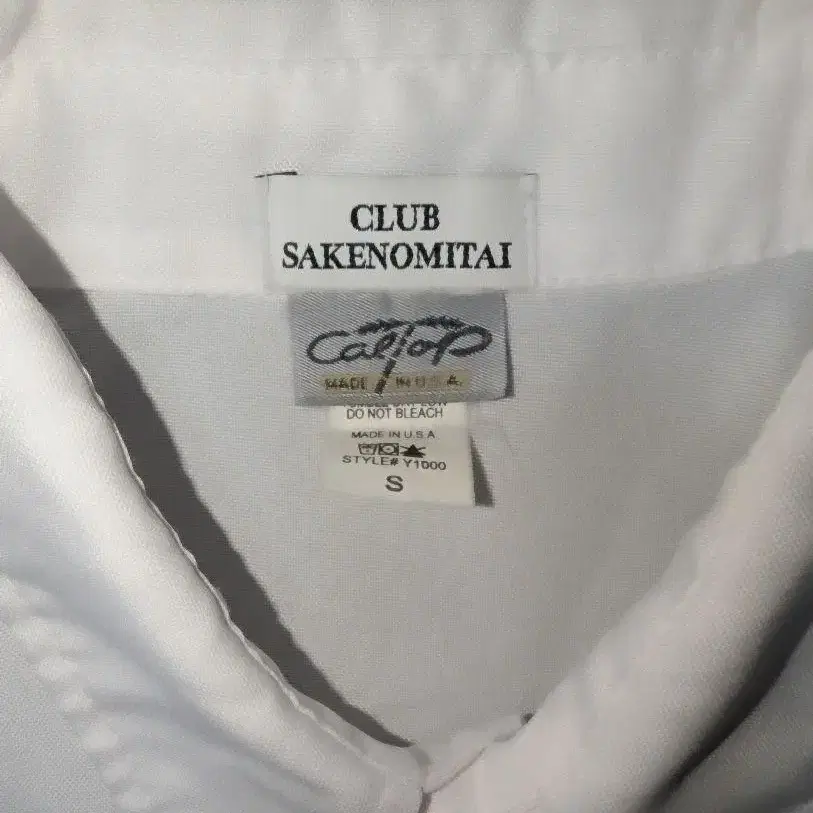 CLUB
SAKENOMITAI
CalTop
MADE IN U.S.A.
DO NOT BLEACH
MADE IN U.S.A
STYLE# Y1000
S